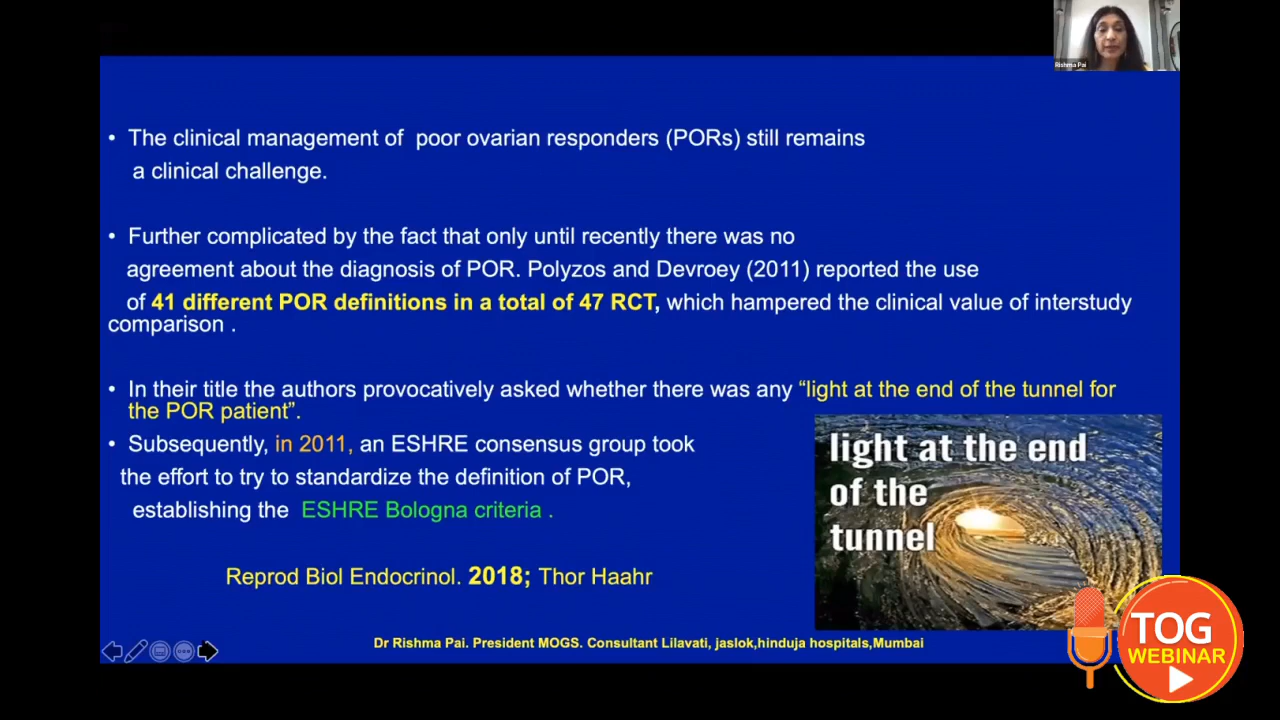 Rishma Pai
• The clinical management of poor ovarian responders (PORs) still remains
a clinical challenge.
• Further complicated by the fact that only until recently there was no
agreement about the diagnosis of POR. Polyzos and Devroey (2011) reported the use
of 41 different POR definitions in a total of 47 RCT, which hampered the clinical value of interstudy
comparison .
• In their title the authors provocatively asked whether there was any “light at the end of the tunnel for
the POR patient”.
• Subsequently, in 2011, an ESHRE consensus group took
the effort to try to standardize the definition of POR,
establishing the ESHRE Bologna criteria .
light at the end
of the
tunnel
Reprod Biol Endocrinol. 2018; Thor Haahr
Dr Rishma Pai. President MOGS. Consultant Lilavati, jaslok,hinduja hospitals,Mumbai
TOG
WEBINAR